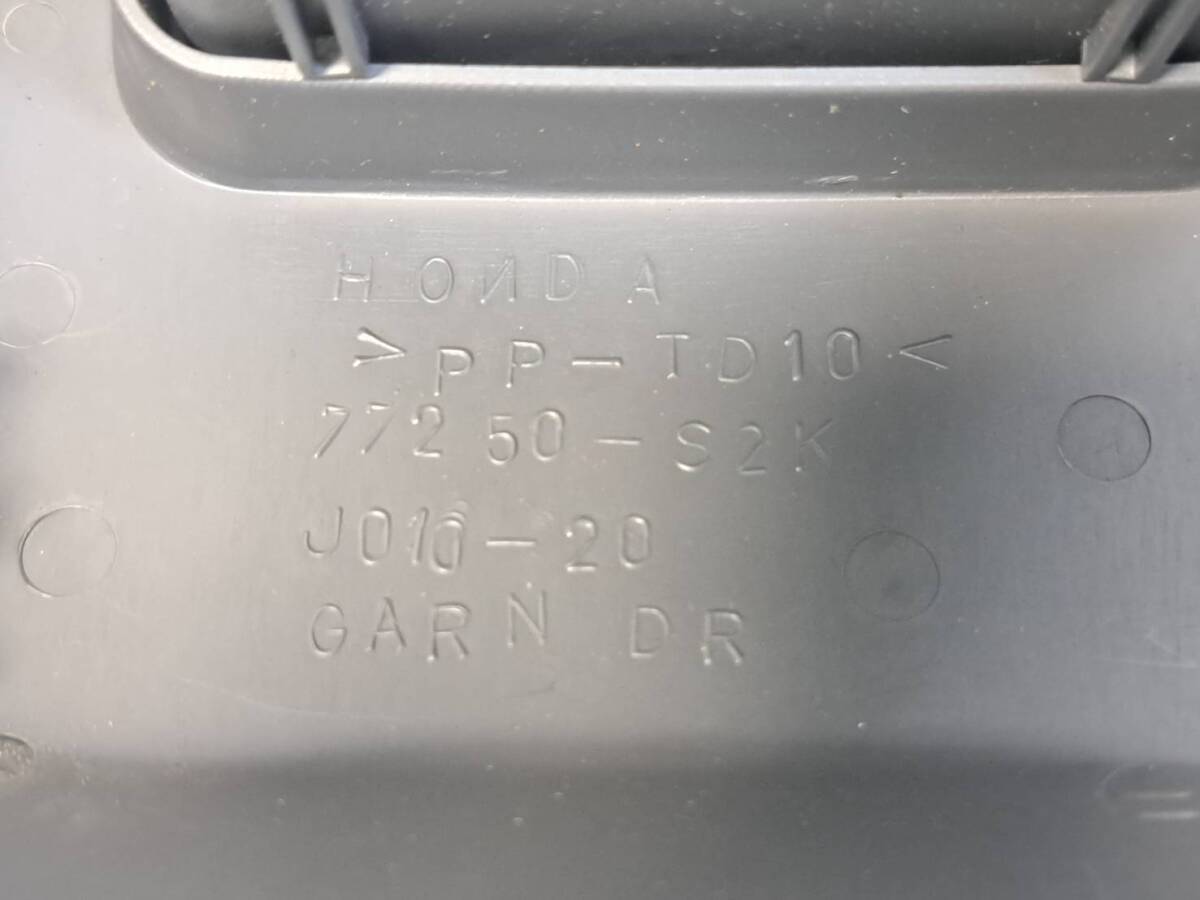 HONDA
>PP-TD10<
77250-S2K
J010-20
GARN DR